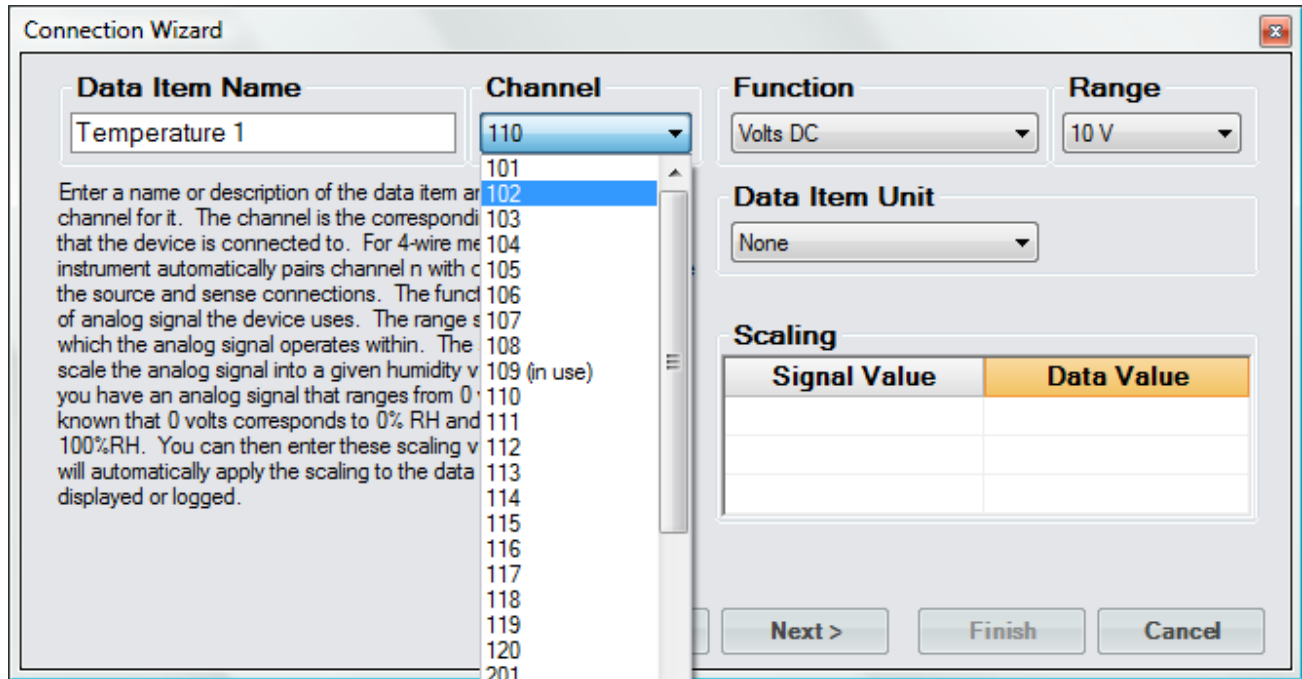 Connection Wizard
Data Item Name
Channel
Function
Range
Temperature 1
110
Volts DC
10 V
Enter a name or description of the data item
channel for it. The channel is the
that the device is connected to. For 4-wire
instrument automatically pairs channel n with
the source and sense connections. The
of analog signal the device uses. The range
which the analog signal operates within. The
scale the analog signal into a given humidity
you have an analog signal that ranges from 0
known that 0 volts corresponds to 0% RH and
100%RH. You can then enter these scaling
will automatically apply the scaling to the data
displayed or logged.
101
102
103
104
105
106
107
108
109 (in use)
110
111
112
113
114
115
116
117
118
119
120
201
Data Item Unit
None
Scaling
Signal Value
Data Value
Next >
Finish
Cancel